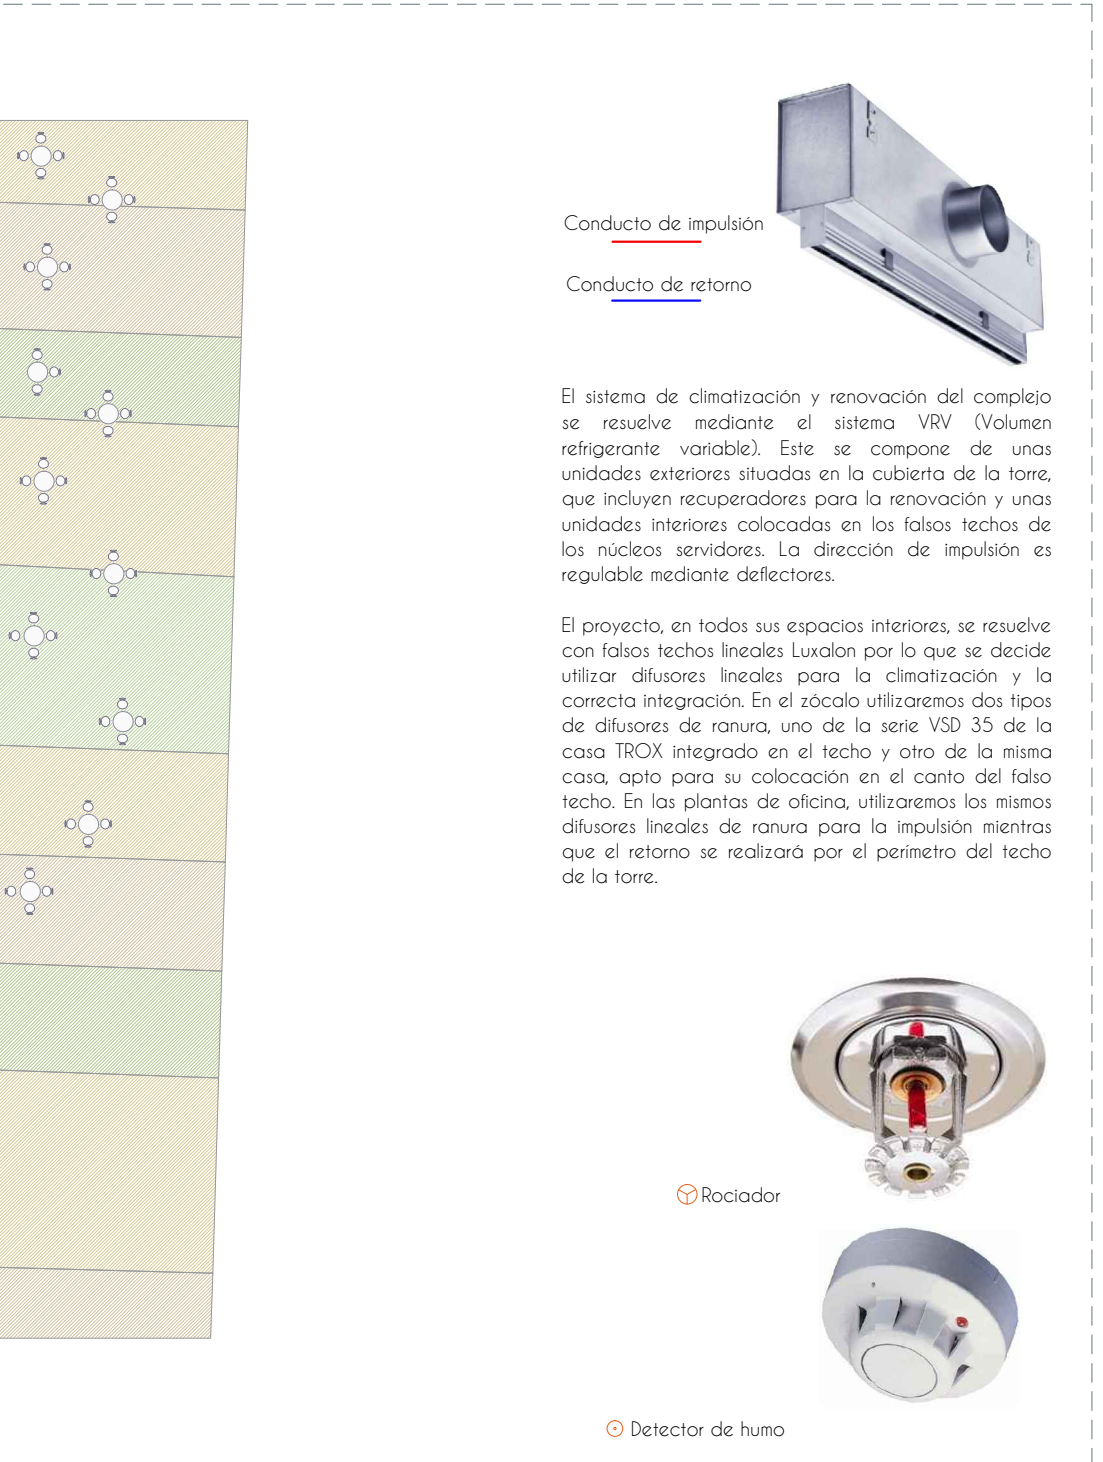 Conducto de impulsión
Conducto de retorno
El sistema de climatización y renovación del complejo
se resuelve mediante el sistema VRV (Volumen
refrigerante variable). Este se compone de unas
unidades exteriores situadas en la cubierta de la torre,
que incluyen recuperadores para la renovación y unas
unidades interiores colocadas en los falsos techos de
los núcleos servidores. La dirección de impulsión es
regulable mediante deflectores.
El proyecto, en todos sus espacios interiores, se resuelve
con falsos techos lineales Luxalon por lo que se decide
utilizar difusores lineales para la climatización y la
correcta integración. En el zócalo utilizaremos dos tipos
de difusores de ranura, uno de la serie VSD 35 de la
casa TROX integrado en el techo y otro de la misma
casa, apto para su colocación en el canto del falso
techo. En las plantas de oficina, utilizaremos los mismos
difusores lineales de ranura para la impulsión mientras
que el retorno se realizará por el perímetro del techo
de la torre.
Rociador
Detector de humo